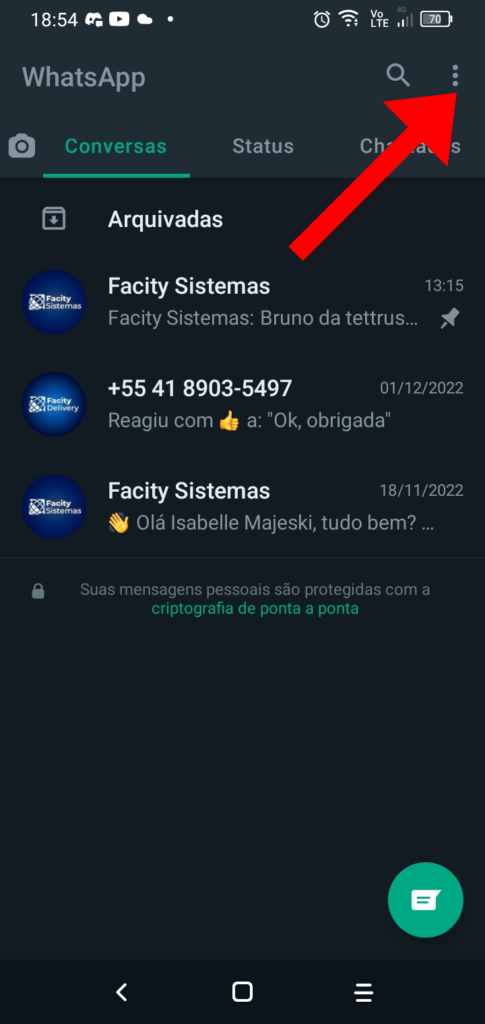 18:54
Vo
LTE
4G
70
WhatsApp
Conversas
Status
Arquivadas
Facity
Sistemas
Facity Sistemas
13:15
Facity Sistemas: Bruno da tettrus...
Facity
Delivery
+55 41 8903-5497
01/12/2022
Reagiu com 👍 a: "Ok, obrigada"
Facity
Sistemas
Facity Sistemas
18/11/2022
👋 Olá Isabelle Majeski, tudo bem? ...
Suas mensagens pessoais são protegidas com a
criptografia de ponta a ponta